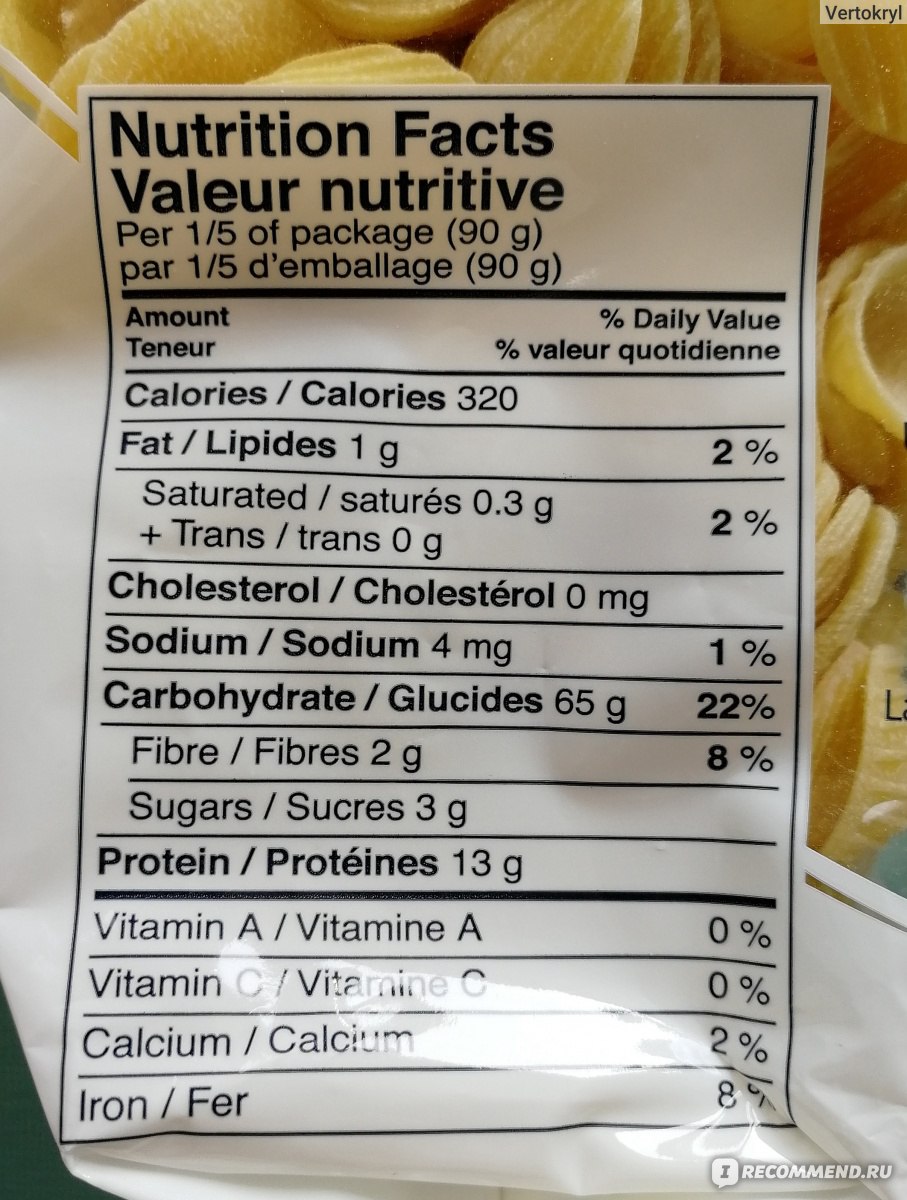 Vertokryl
Nutrition Facts
Valeur nutritive
Per 1/5 of package (90 g)
par 1/5 d'emballage (90 g)
Amount % Daily Value
Teneur % valeur quotidienne
Calories / Calories 320
Fat / Lipides 1 g 2 %
Saturated / saturés 0.3 g
+ Trans / trans 0 g 2 %
Cholesterol / Cholestérol 0 mg
Sodium / Sodium 4 mg 1 %
Carbohydrate / Glucides 65 g 22%
Fibre / Fibres 2 g 8 %
Sugars / Sucres 3 g
Protein / Protéines 13 g
Vitamin A / Vitamine A 0 %
Vitamin C / Vitamine C 0 %
Calcium / Calcium 2 %
Iron / Fer 8 %
I RECOMMEND.RU